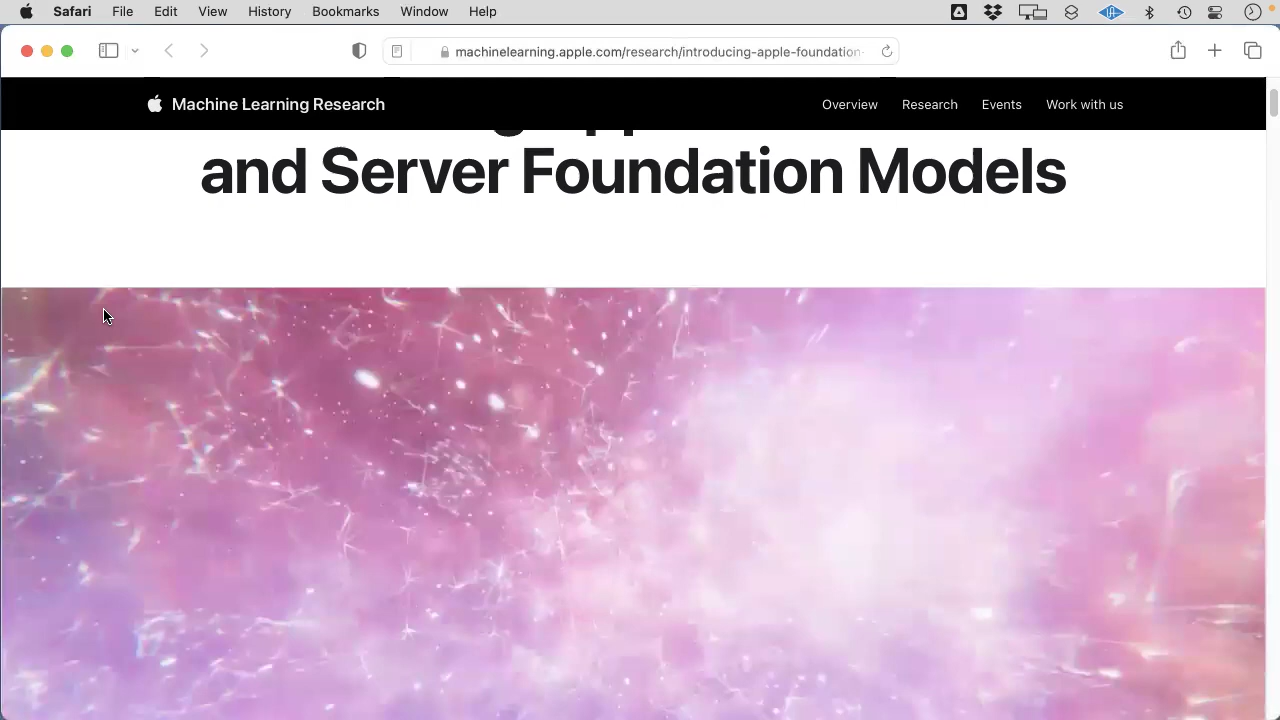 Safari File Edit View History Bookmarks Window Help
machinelearning.apple.com/research/introducing-apple-foundation-
Machine Learning Research Overview Research Events Work with us
and Server Foundation Models